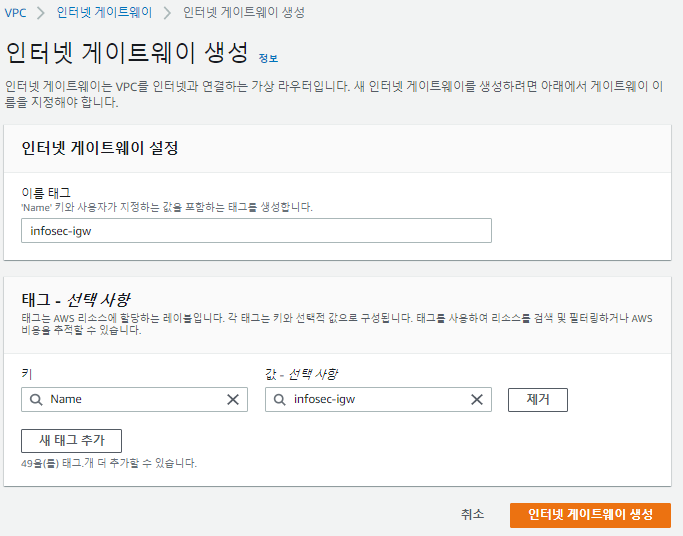 VPC > 인터넷 게이트웨이 > 인터넷 게이트웨이 생성
인터넷 게이트웨이 생성 정보
인터넷 게이트웨이는 VPC를 인터넷과 연결하는 가상 라우터입니다. 새 인터넷 게이트웨이를 생성하려면 아래에서 게이트웨이 이
름을 지정해야 합니다.
인터넷 게이트웨이 설정
이름 태그
'Name' 키와 사용자가 지정하는 값을 포함하는 태그를 생성합니다.
infosec-igw
태그 - 선택 사항
태그는 AWS 리소스에 할당하는 레이블입니다. 각 태그는 키와 선택적 값으로 구성됩니다. 태그를 사용하여 리소스를 검색 및 필터링하거나 AWS
비용을 추적할 수 있습니다.
키 값 - 선택 사항
Name infosec-igw 제거
새 태그 추가
49을(를) 태그.개 더 추가할 수 있습니다.
취소 인터넷 게이트웨이 생성